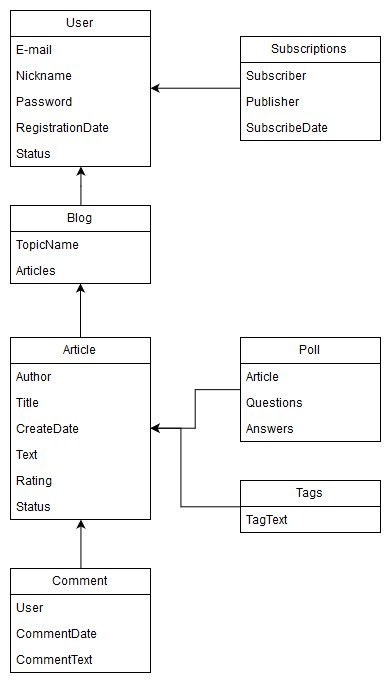 User
E-mail
Nickname
Password
RegistrationDate
Status
Subscriptions
Subscriber
Publisher
SubscribeDate
Blog
TopicName
Articles
Article
Author
Title
CreateDate
Text
Rating
Status
Poll
Article
Questions
Answers
Tags
TagText
Comment
User
CommentDate
CommentText